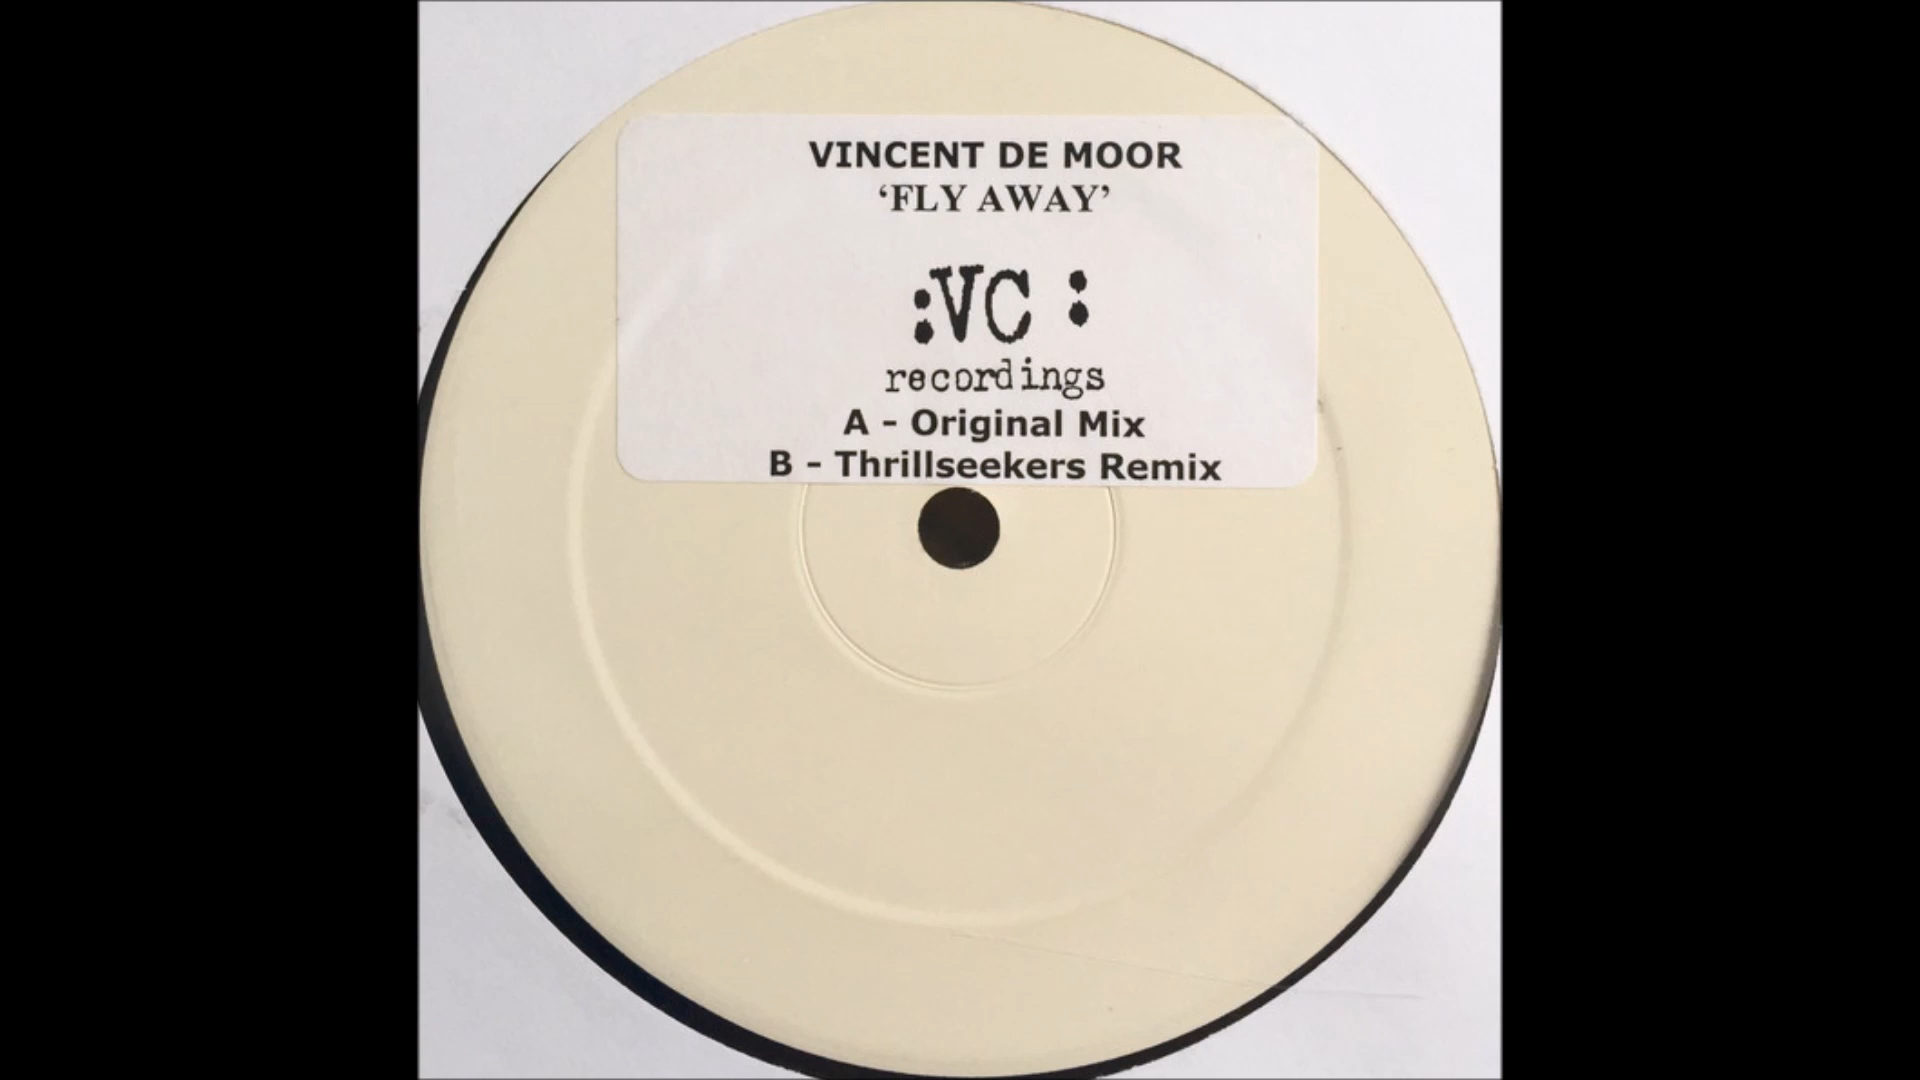 VINCENT DE MOOR
‘FLY AWAY’
:VC :
recordings
A - Original Mix
B - Thrillseekers Remix